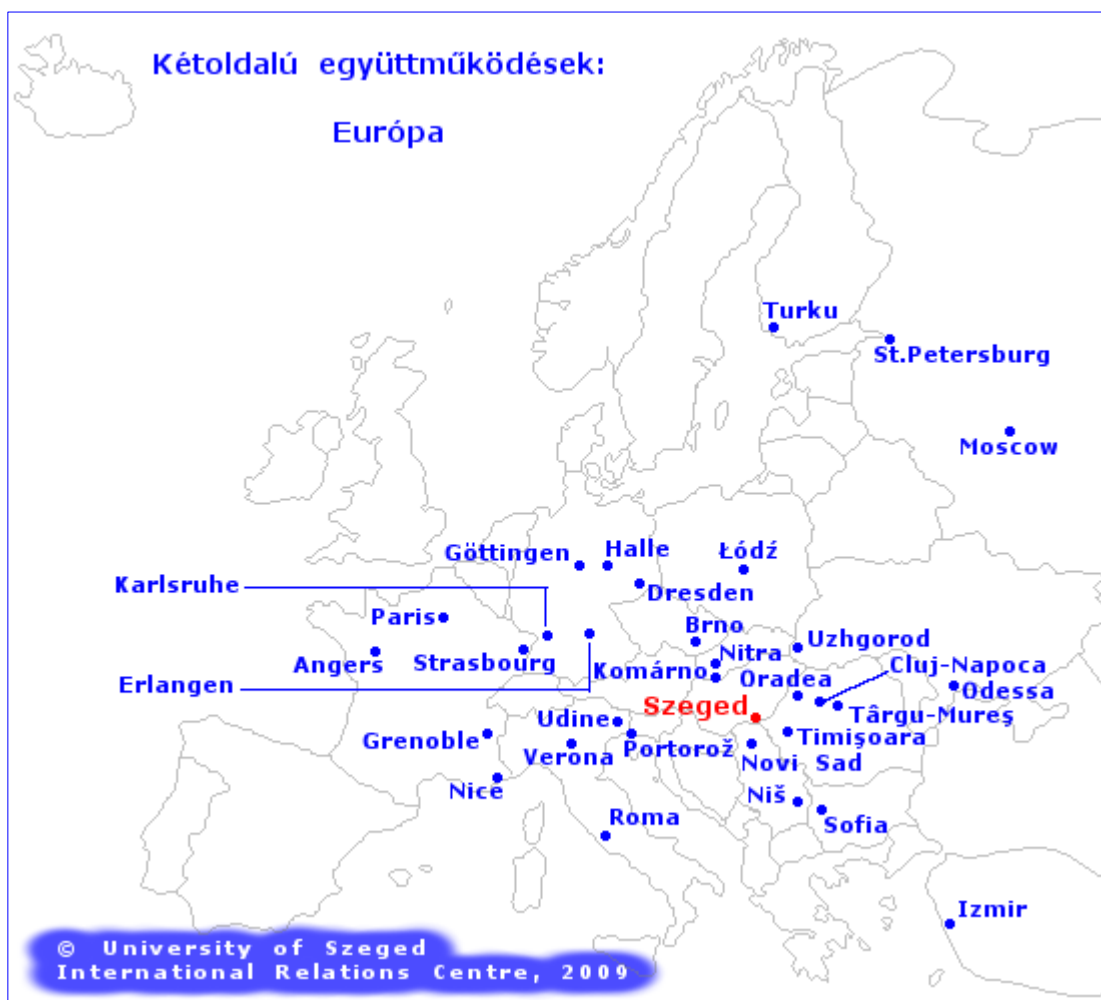 Kétoldalú együttműködések:
Európa
Turku
St.Petersburg
Moscow
Göttingen
Halle
Łódź
Karlsruhe
Dresden
Paris
Brno
Uzhgorod
Angers
Strasbourg
Nitra
Komárno
Cluj-Napoca
Erlangen
Oradea
Odessa
Szeged
Târgu-Mureş
Udine
Grenoble
Verona
Portorož
Timişoara
Novi Sad
Nice
Niš
Roma
Sofia
Izmir
© University of Szeged
International Relations Centre, 2009